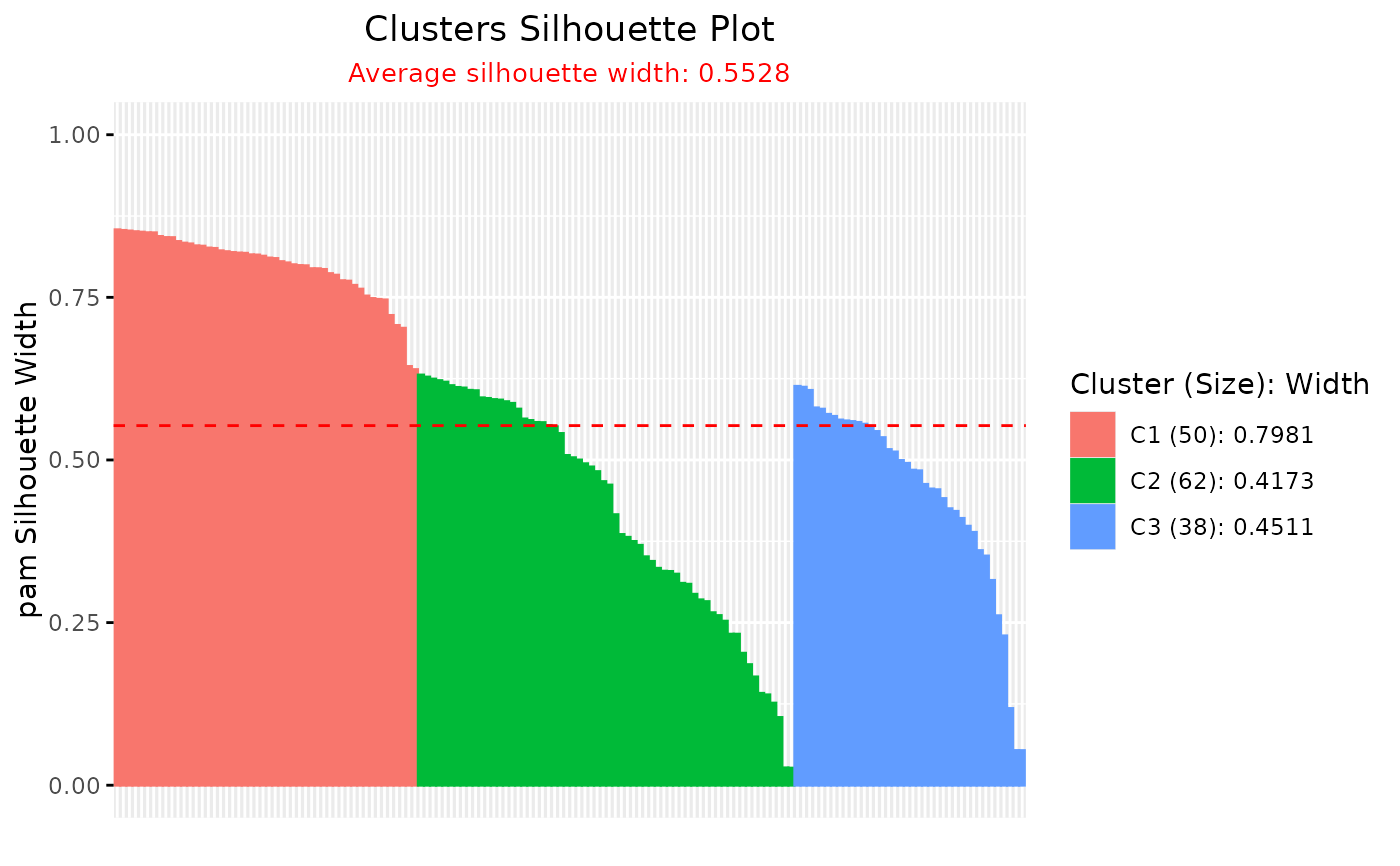 Clusters Silhouette Plot
Average silhouette width: 0.5528
pam Silhouette Width
1.00
0.75
0.50
0.25
0.00
Cluster (Size): Width
C1 (50): 0.7981
C2 (62): 0.4173
C3 (38): 0.4511